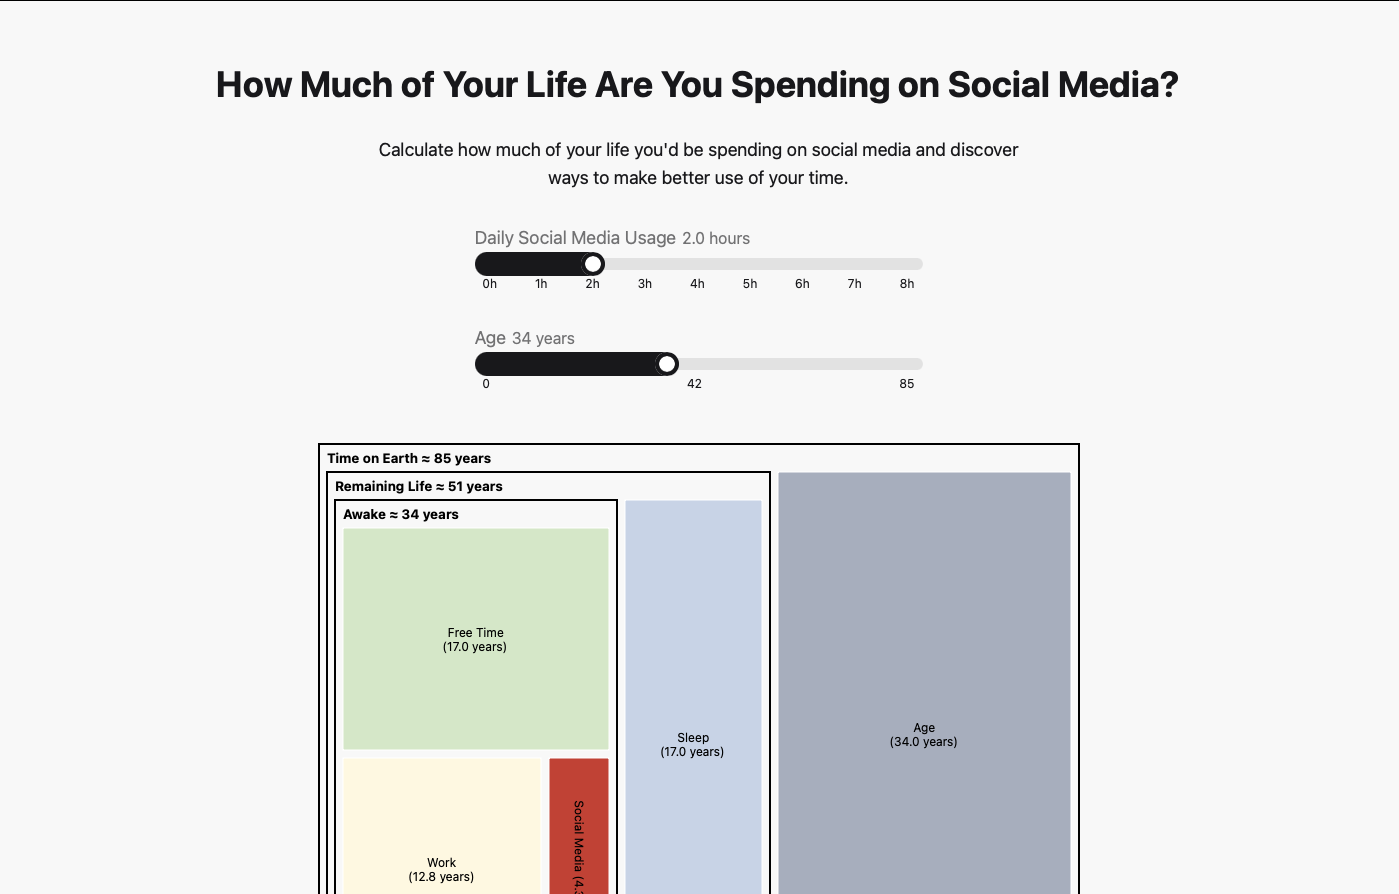 How Much of Your Life Are You Spending on Social Media?
Calculate how much of your life you'd be spending on social media and discover
ways to make better use of your time.
Daily Social Media Usage 2.0 hours
0h 1h 2h 3h 4h 5h 6h 7h 8h
Age 34 years
0 42 85
Time on Earth ≈ 85 years
Remaining Life ≈ 51 years
Awake ≈ 34 years
Free Time
(17.0 years)
Sleep
(17.0 years)
Age
(34.0 years)
Work
(12.8 years)
Social Media